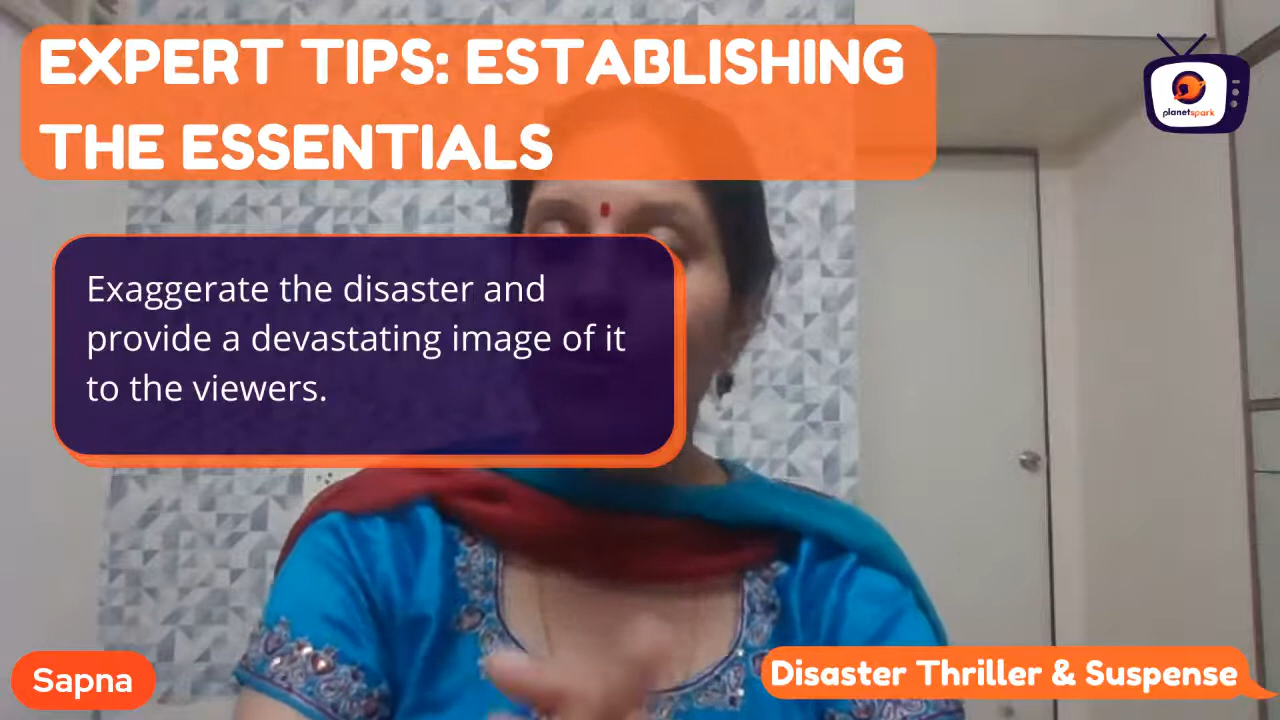 EXPERT TIPS: ESTABLISHING
THE ESSENTIALS
planetspark
Exaggerate the disaster and
provide a devastating image of it
to the viewers.
Sapna
Disaster Thriller & Suspense